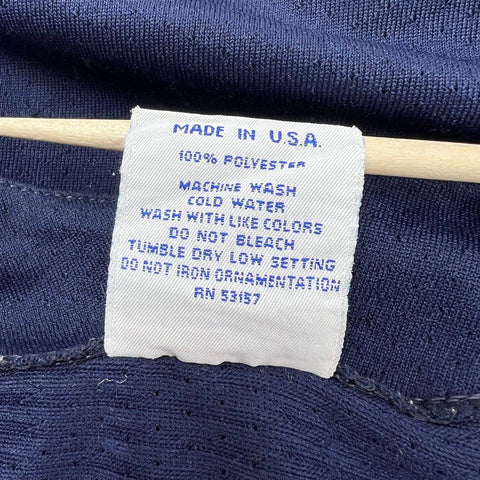 MADE IN U.S.A.
100% POLYESTER
MACHINE WASH
COLD WATER
WASH WITH LIKE COLORS
DO NOT BLEACH
TUMBLE DRY LOW SETTING
DO NOT IRON ORNAMENTATION
RN 53157